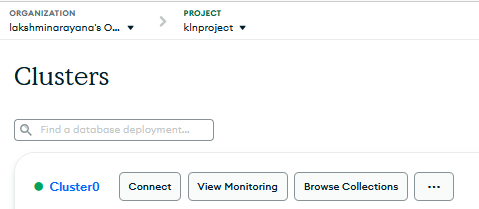 ORGANIZATION
lakshminarayana's O...
PROJECT
klnproject
Clusters
Find a database deployment...
Cluster0
Connect
View Monitoring
Browse Collections
...